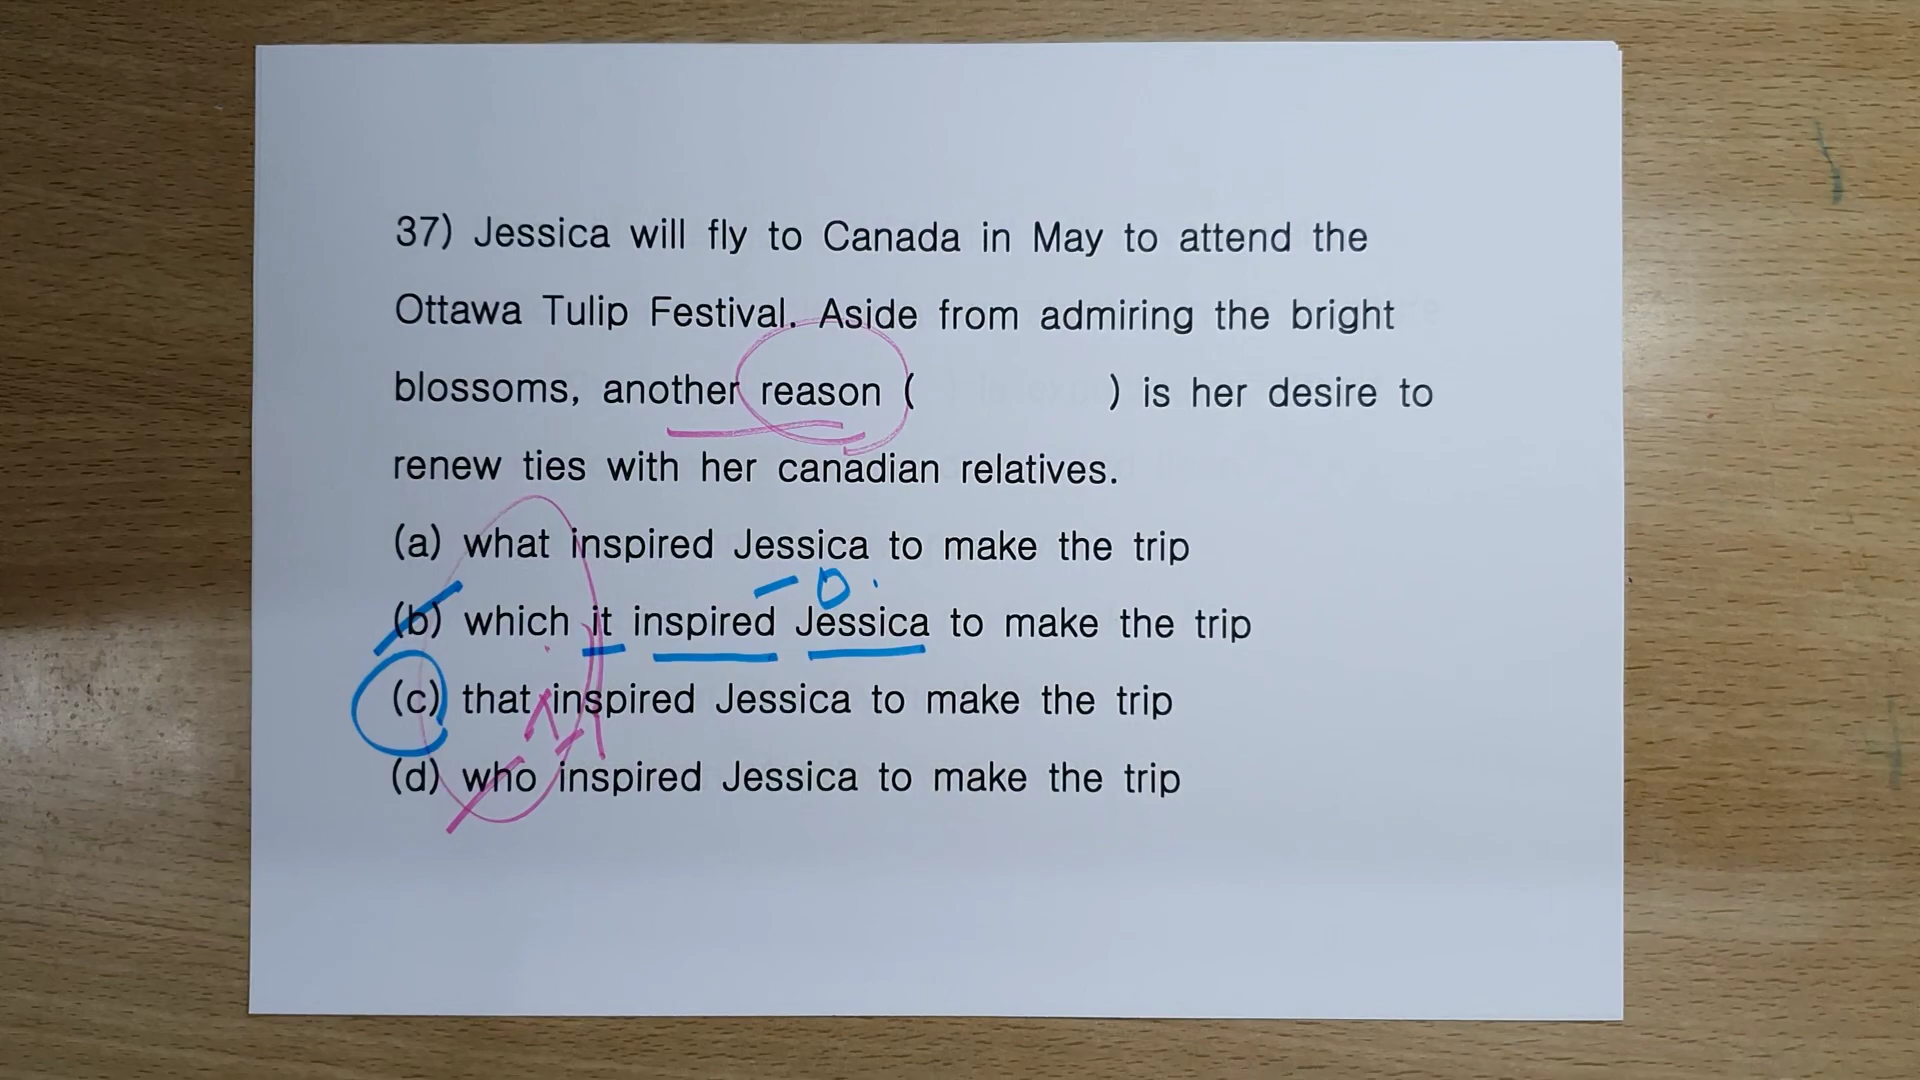 37) Jessica will fly to Canada in May to attend the
Ottawa Tulip Festival. Aside from admiring the bright
blossoms, another reason ( ) is her desire to
renew ties with her canadian relatives.
(a) what inspired Jessica to make the trip
(b) which it inspired Jessica to make the trip
(c) that inspired Jessica to make the trip
(d) who inspired Jessica to make the trip